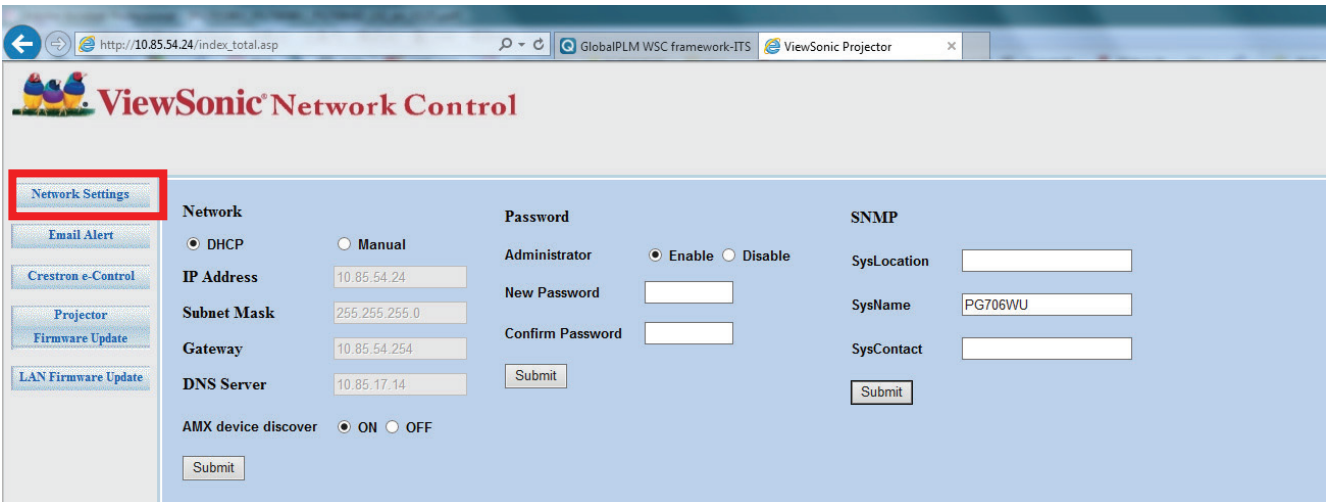 http://10.85.54.24/index_total.asp
GlobalPLM WSC framework-ITS
ViewSonic Projector
ViewSonic® Network Control
Network Settings
Email Alert
Crestron e-Control
Projector
Firmware Update
LAN Firmware Update
Network
DHCP Manual
IP Address 10.85.54.24
Subnet Mask 255.255.255.0
Gateway 10.85.54.254
DNS Server 10.85.17.14
AMX device discover ON OFF
Submit
Password
Administrator Enable Disable
New Password
Confirm Password
Submit
SNMP
SysLocation
SysName PG706WU
SysContact
Submit